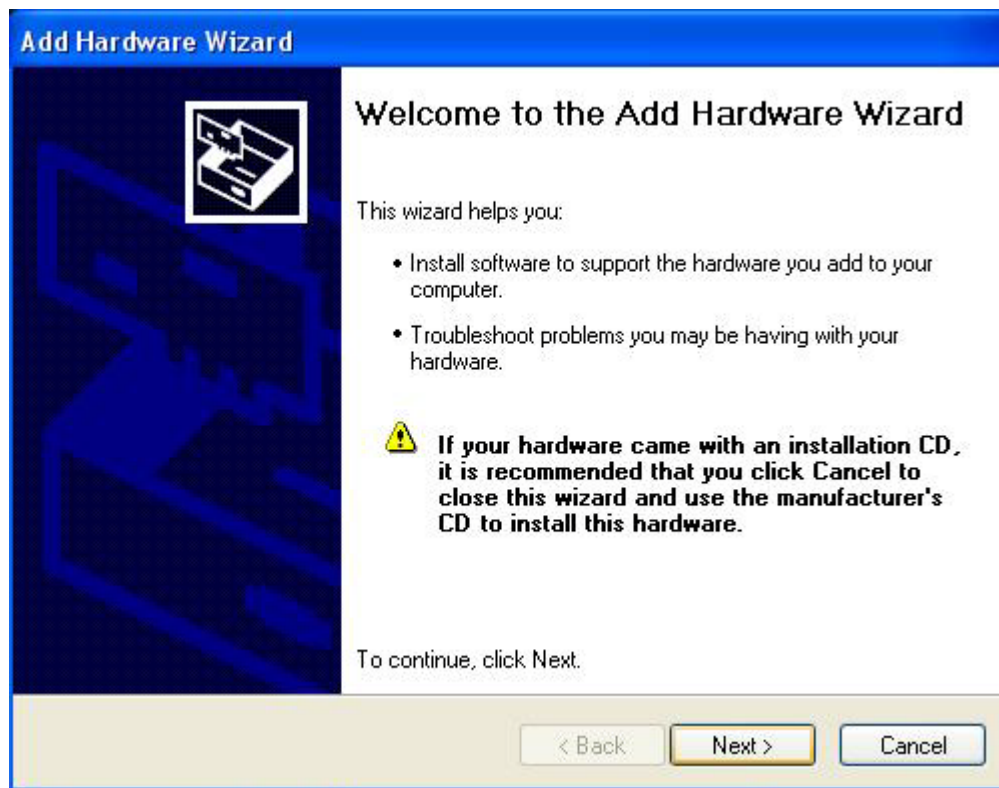 Add Hardware Wizard
Welcome to the Add Hardware Wizard
This wizard helps you:
• Install software to support the hardware you add to your
computer.
• Troubleshoot problems you may be having with your
hardware.
If your hardware came with an installation CD,
it is recommended that you click Cancel to
close this wizard and use the manufacturer's
CD to install this hardware.
To continue, click Next.
< Back
Next >
Cancel